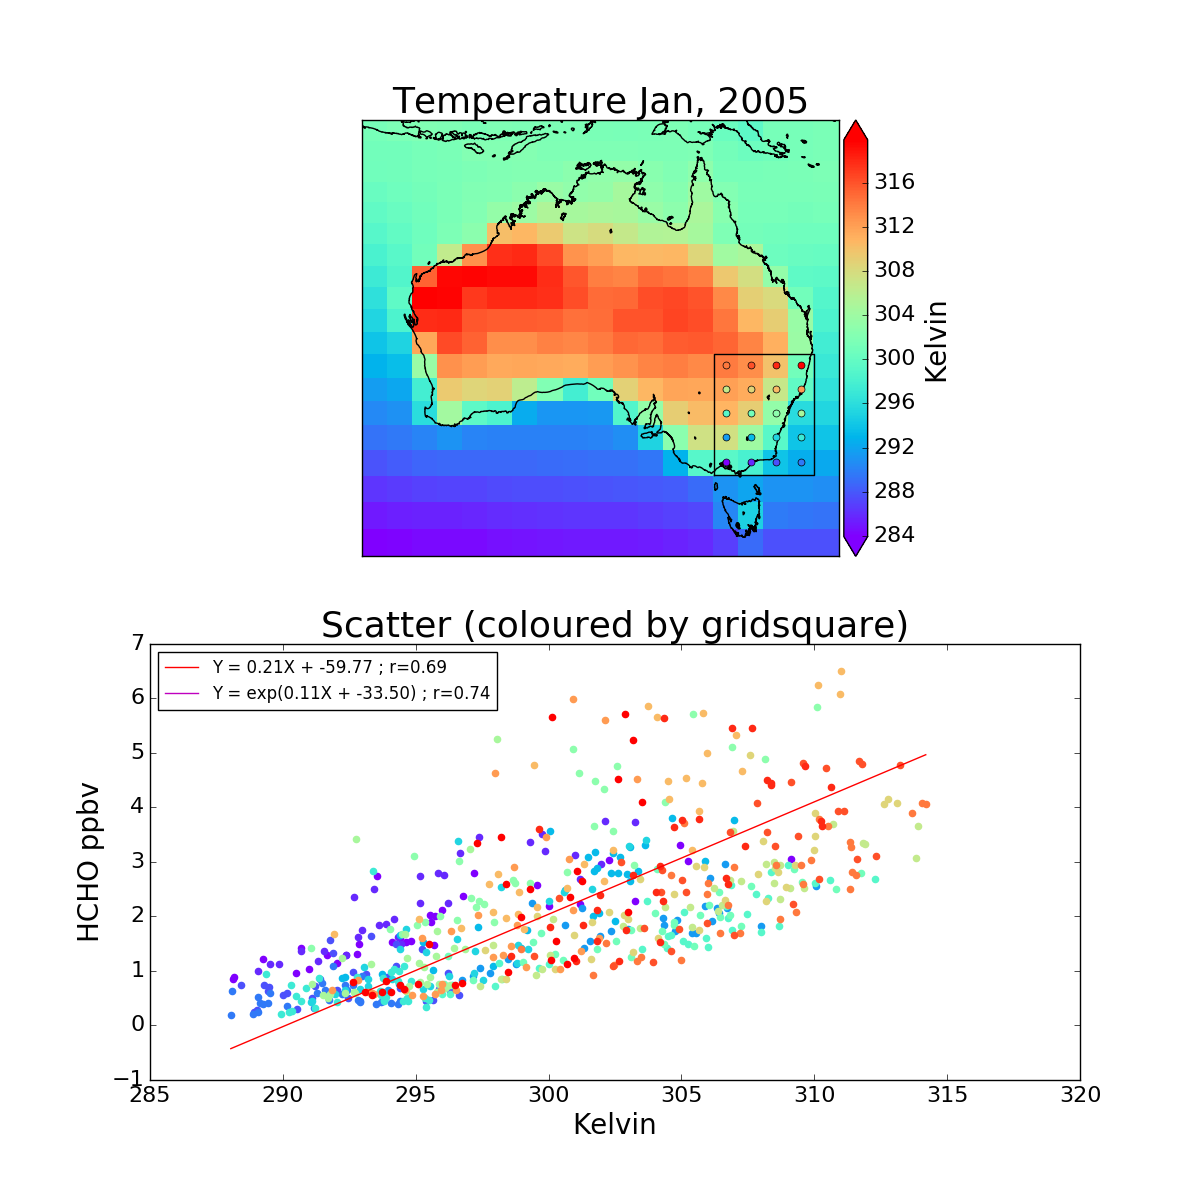 Temperature Jan, 2005
316
312
308
304
300
296
292
288
284
Kelvin
Scatter (coloured by gridsquare)
Y = 0.21X + -59.77 ; r=0.69
Y = exp(0.11X + -33.50) ; r=0.74
7
6
5
4
3
2
1
0
−1
HCHO ppbv
285 290 295 300 305 310 315 320
Kelvin